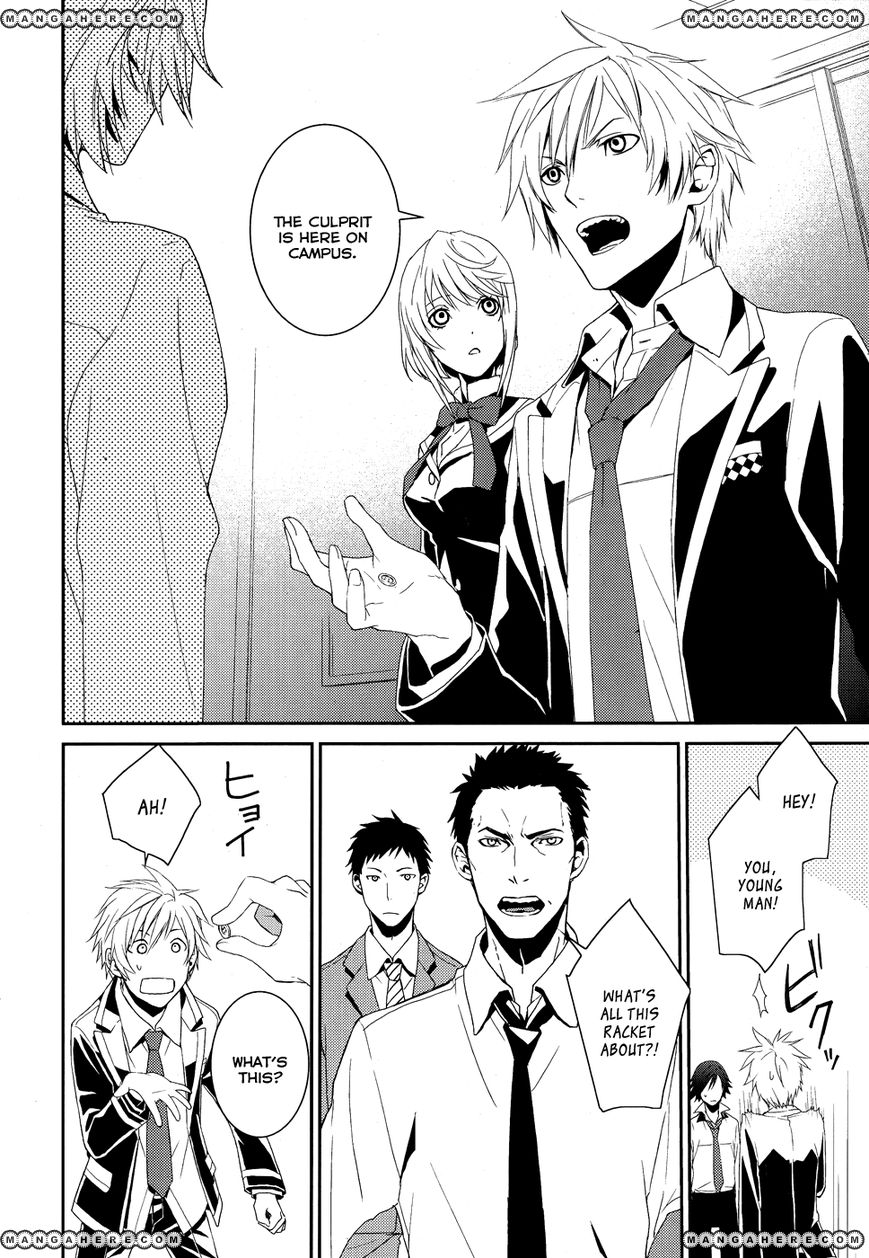 MANGAHERE.COM
MANGAHERE.COM
THE CULPRIT
IS HERE ON
CAMPUS.
HEY!
YOU,
YOUNG
MAN!
ビクッ
WHAT'S
ALL THIS
RACKET
ABOUT?!
AH!
ヒョイ
WHAT'S
THIS?
MANGAHERE.COM
MANGAHERE.COM